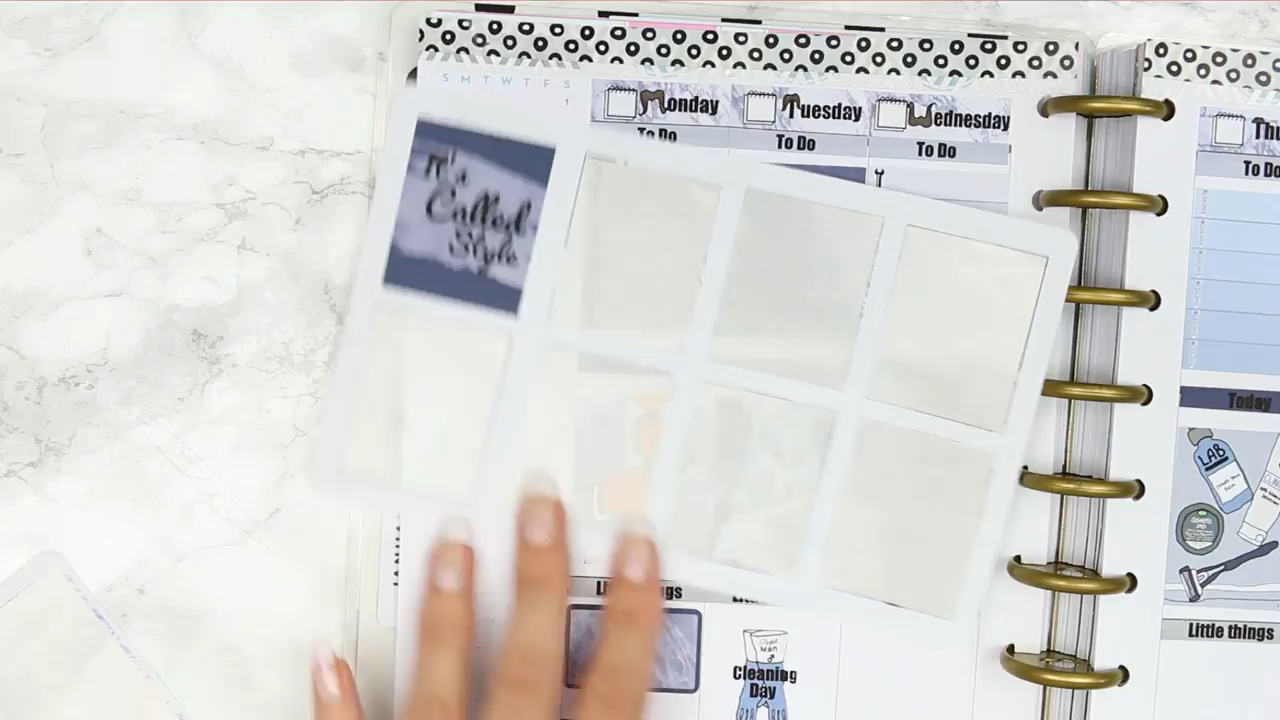 S M T W T F S
1
Monday
Tuesday
Wednesday
To Do
To Do
To Do
To Do
It's
Called
Style
Today
LAB
Little things
Cleaning
Day
Man